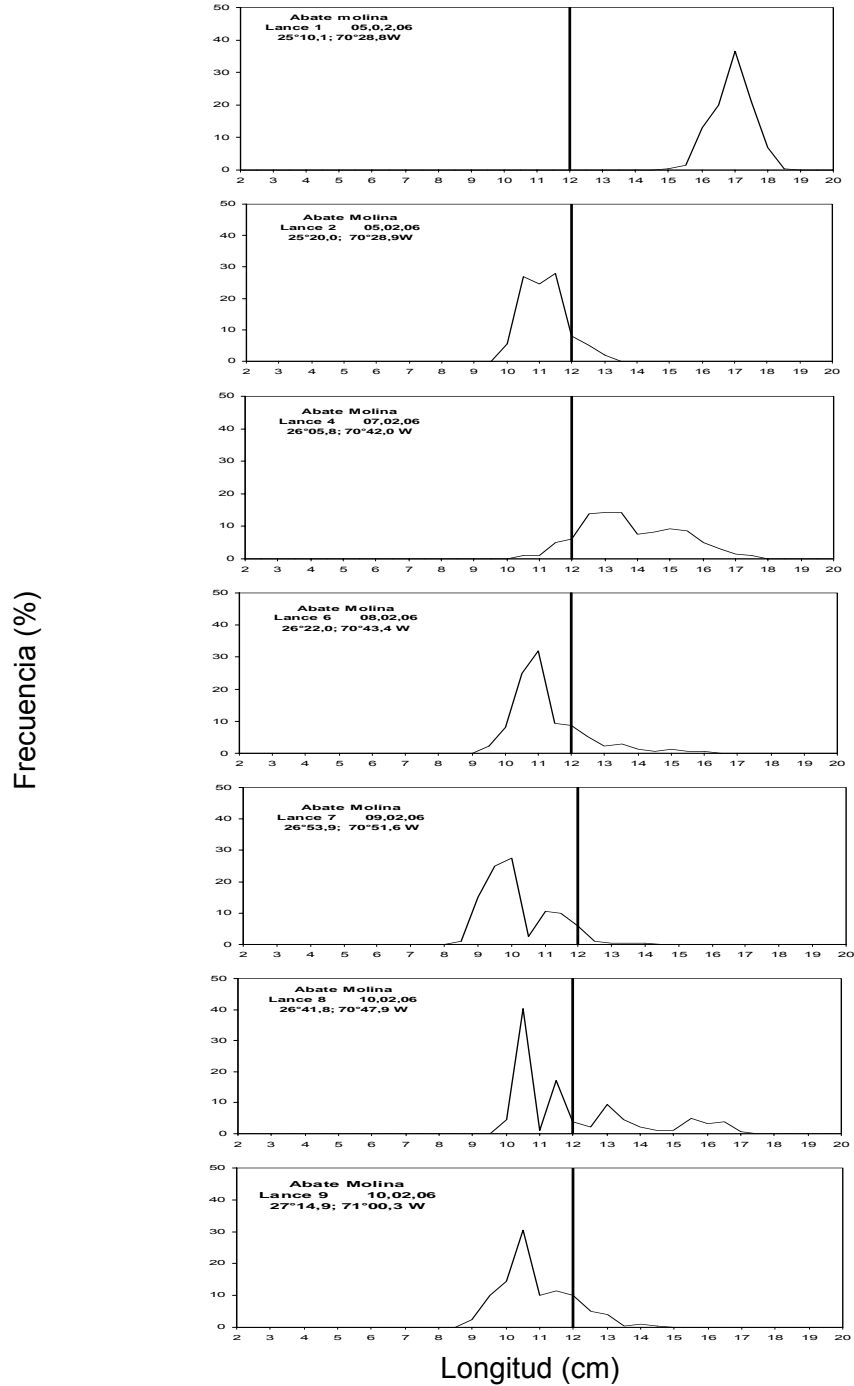 Abate molina
Lance 1 05,0,2,06
25°10,1; 70°28,8W
50
40
30
20
10
0
2 3 4 5 6 7 8 9 10 11 12 13 14 15 16 17 18 19 20
Abate Molina
Lance 2 05,02,06
25°20,0; 70°28,9W
50
40
30
20
10
0
2 3 4 5 6 7 8 9 10 11 12 13 14 15 16 17 18 19 20
Abate Molina
Lance 4 07,02,06
26°05,8; 70°42,0 W
50
40
30
20
10
0
2 3 4 5 6 7 8 9 10 11 12 13 14 15 16 17 18 19 20
Frecuencia (%)
Abate Molina
Lance 6 08,02,06
26°22,0; 70°43,4 W
50
40
30
20
10
0
2 3 4 5 6 7 8 9 10 11 12 13 14 15 16 17 18 19 20
Abate Molina
Lance 7 09,02,06
26°53,9; 70°51,6 W
50
40
30
20
10
0
2 3 4 5 6 7 8 9 10 11 12 13 14 15 16 17 18 19 20
Abate Molina
Lance 8 10,02,06
26°41,8; 70°47,9 W
50
40
30
20
10
0
2 3 4 5 6 7 8 9 10 11 12 13 14 15 16 17 18 19 20
Abate Molina
Lance 9 10,02,06
27°14,9; 71°00,3 W
50
40
30
20
10
0
2 3 4 5 6 7 8 9 10 11 12 13 14 15 16 17 18 19 20
Longitud (cm)